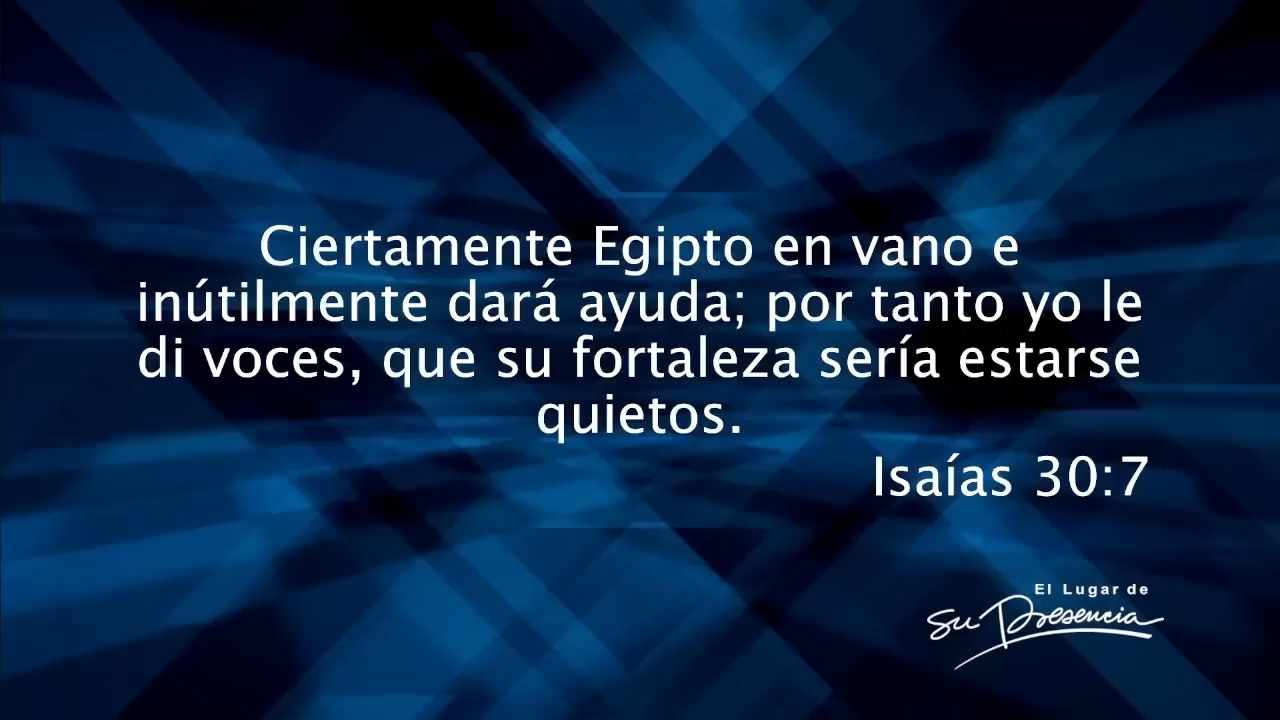 Ciertamente Egipto en vano e
inútilmente dará ayuda; por tanto yo le
di voces, que su fortaleza sería estarse
quietos.
Isaías 30:7
El Lugar de
Su Presencia